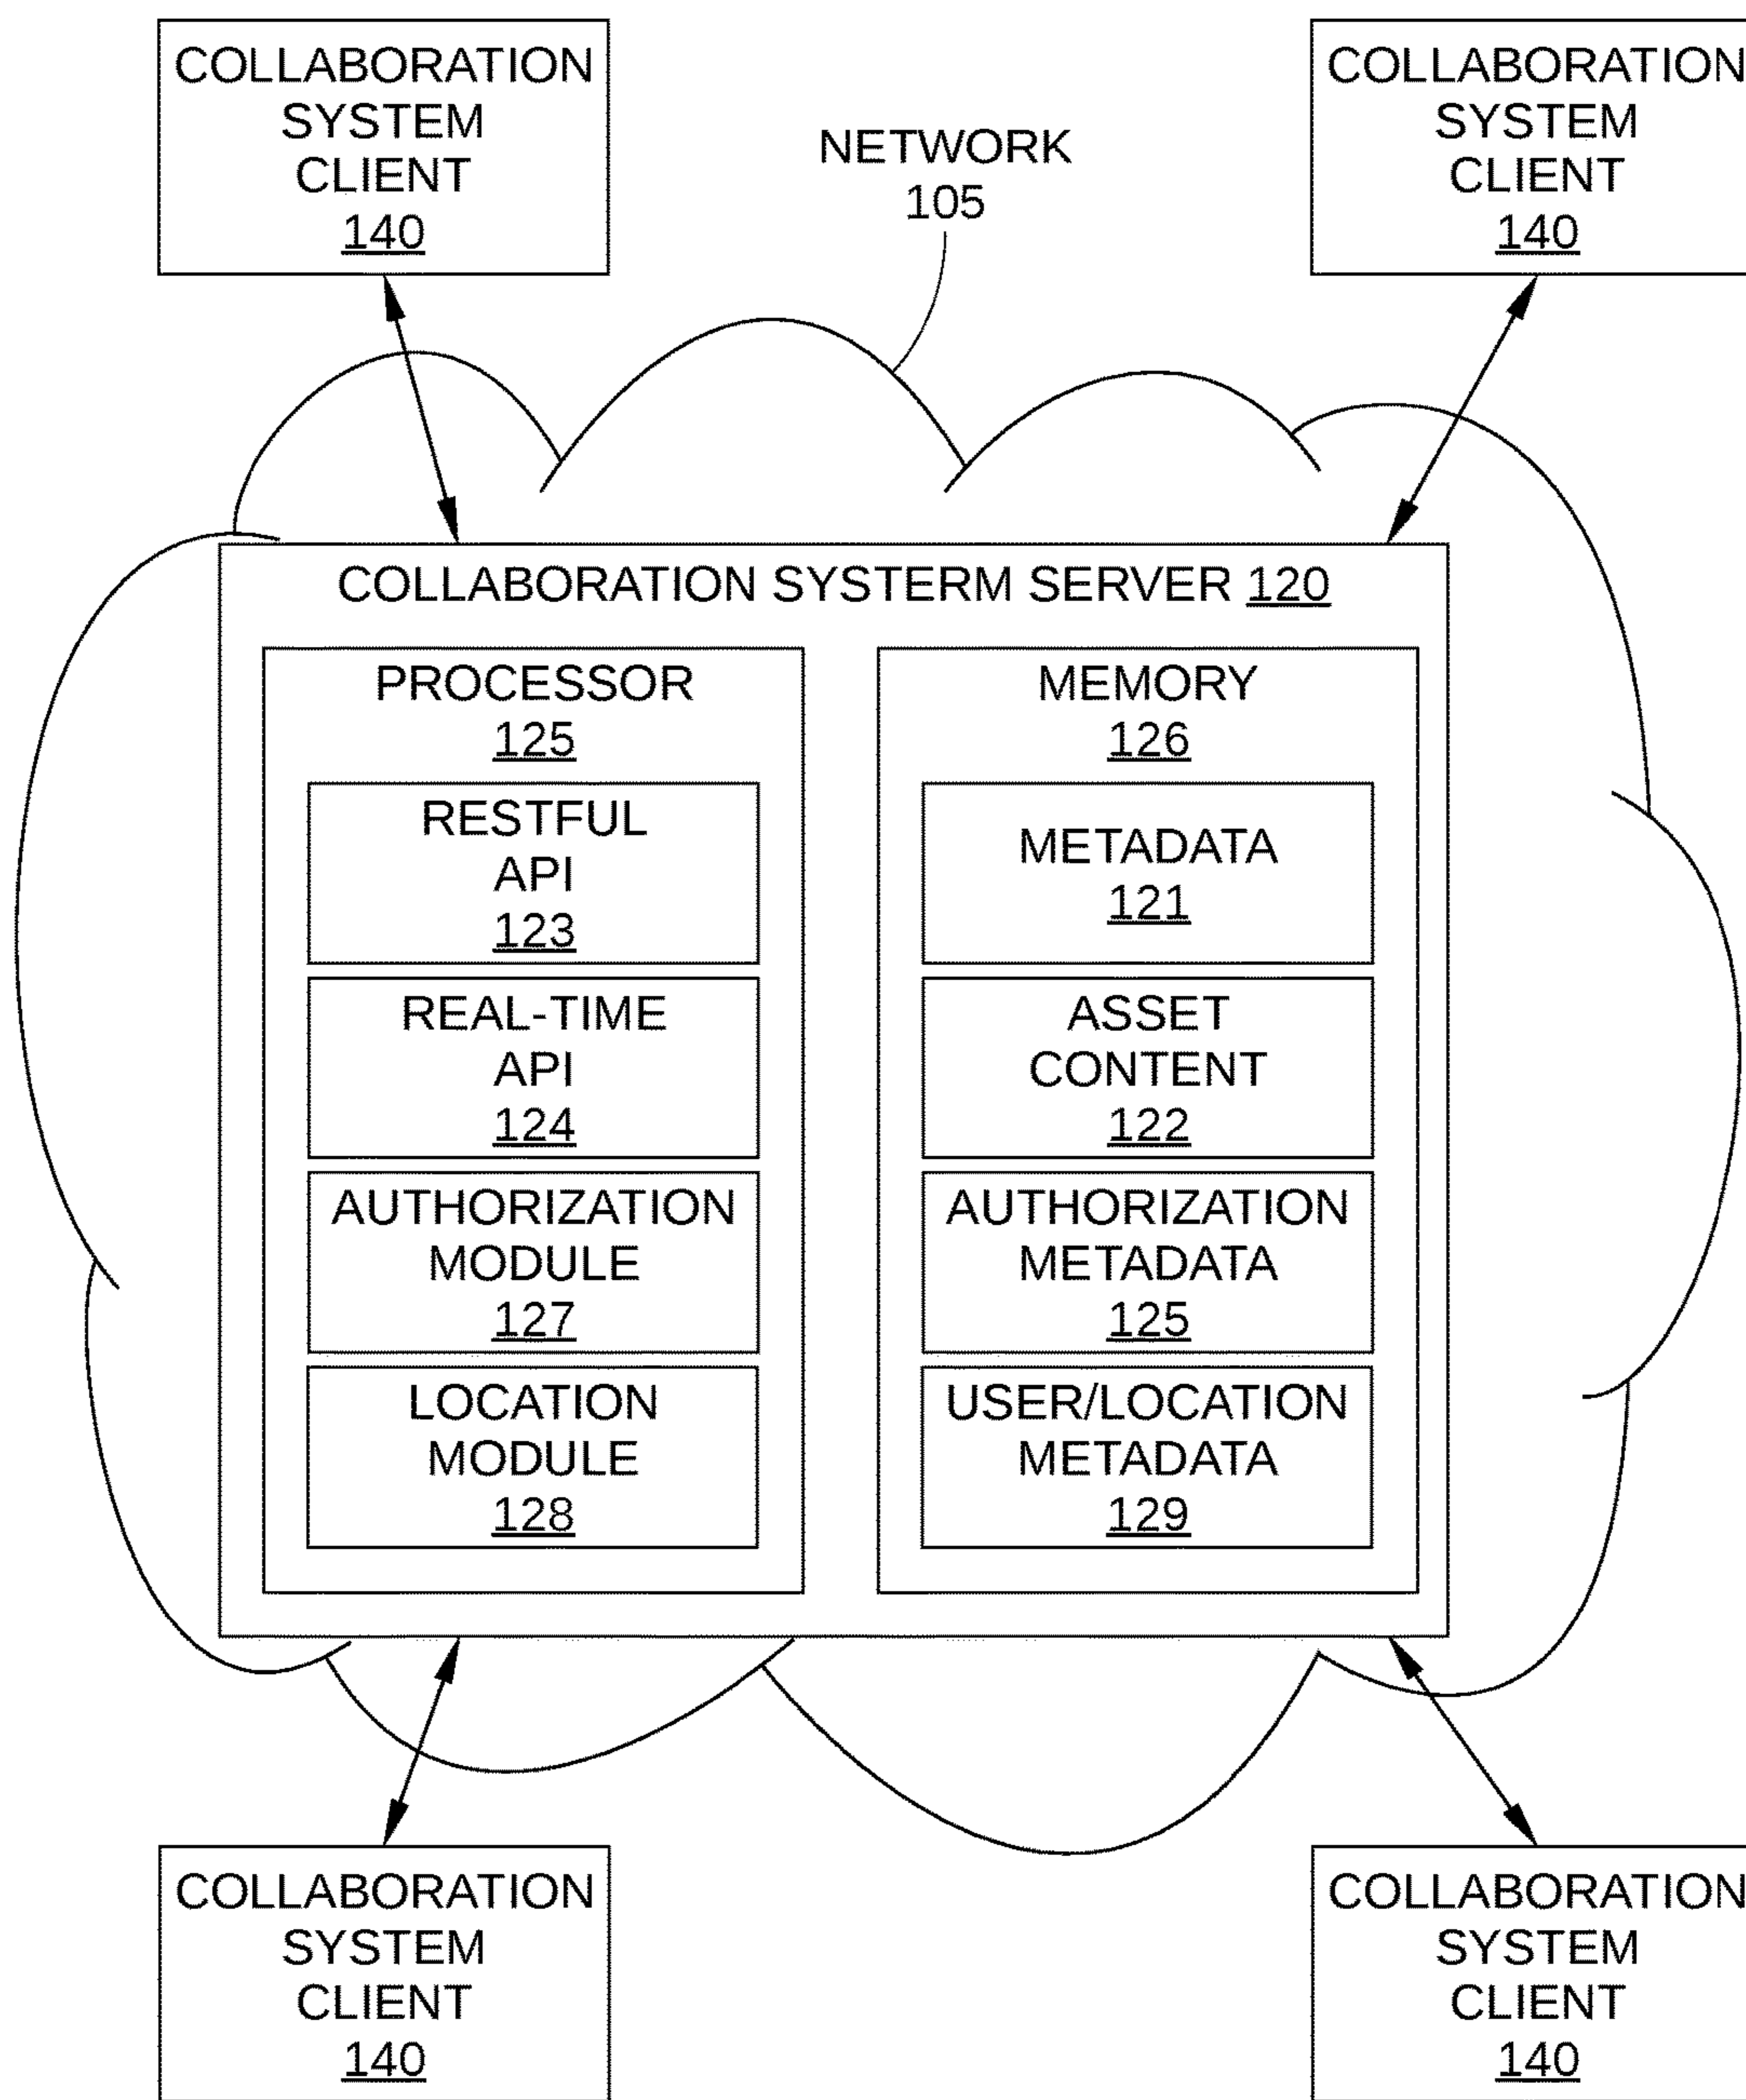 COLLABORATION
SYSTEM
CLIENT
140
NETWORK
105
COLLABORATION
SYSTEM
CLIENT
140
COLLABORATION SYSTERM SERVER 120
PROCESSOR
125
RESTFUL
API
123
REAL-TIME
API
124
AUTHORIZATION
MODULE
127
LOCATION
MODULE
128
MEMORY
126
METADATA
121
ASSET
CONTENT
122
AUTHORIZATION
METADATA
125
USER/LOCATION
METADATA
129
COLLABORATION
SYSTEM
CLIENT
140
COLLABORATION
SYSTEM
CLIENT
140